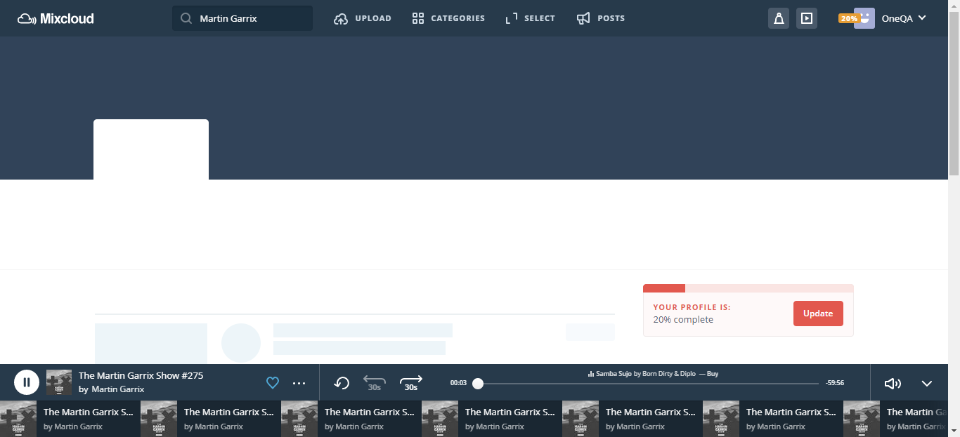 Mixcloud
Martin Garrix
UPLOAD
CATEGORIES
SELECT
POSTS
20%
OneQA
YOUR PROFILE IS:
20% complete
Update
The Martin Garrix Show #275
by Martin Garrix
30s
30s
00:03
Samba Sujo by Born Dirty & Diplo — Buy
-59:56
The Martin Garrix S...
by Martin Garrix
The Martin Garrix S...
by Martin Garrix
The Martin Garrix S...
by Martin Garrix
The Martin Garrix S...
by Martin Garrix
The Martin Garrix S...
by Martin Garrix
The Martin Garrix S...
by Martin Garrix
The Martin Ga
by Martin Garrix